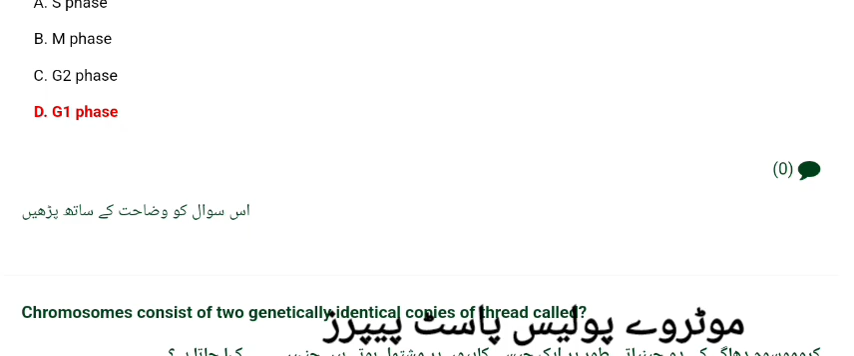 A. S phase
B. M phase
C. G2 phase
D. G1 phase
(0)
اس سوال کو وضاحت کے ساتھ پڑھیں
Chromosomes consist of two genetically identical copies of thread called?
موٹروے پولیس پاسٹ پیپرز